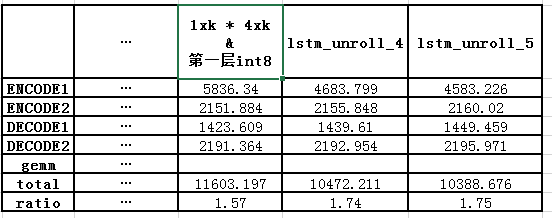 … 1xk * 4xk & 第一层int8 lstm_unroll_4 lstm_unroll_5
ENCODE1 … 5836.34 4683.799 4583.226
ENCODE2 … 2151.884 2155.848 2160.02
DECODE1 … 1423.609 1439.61 1449.459
DECODE2 … 2191.364 2192.954 2195.971
gemm …
total … 11603.197 10472.211 10388.676
ratio … 1.57 1.74 1.75